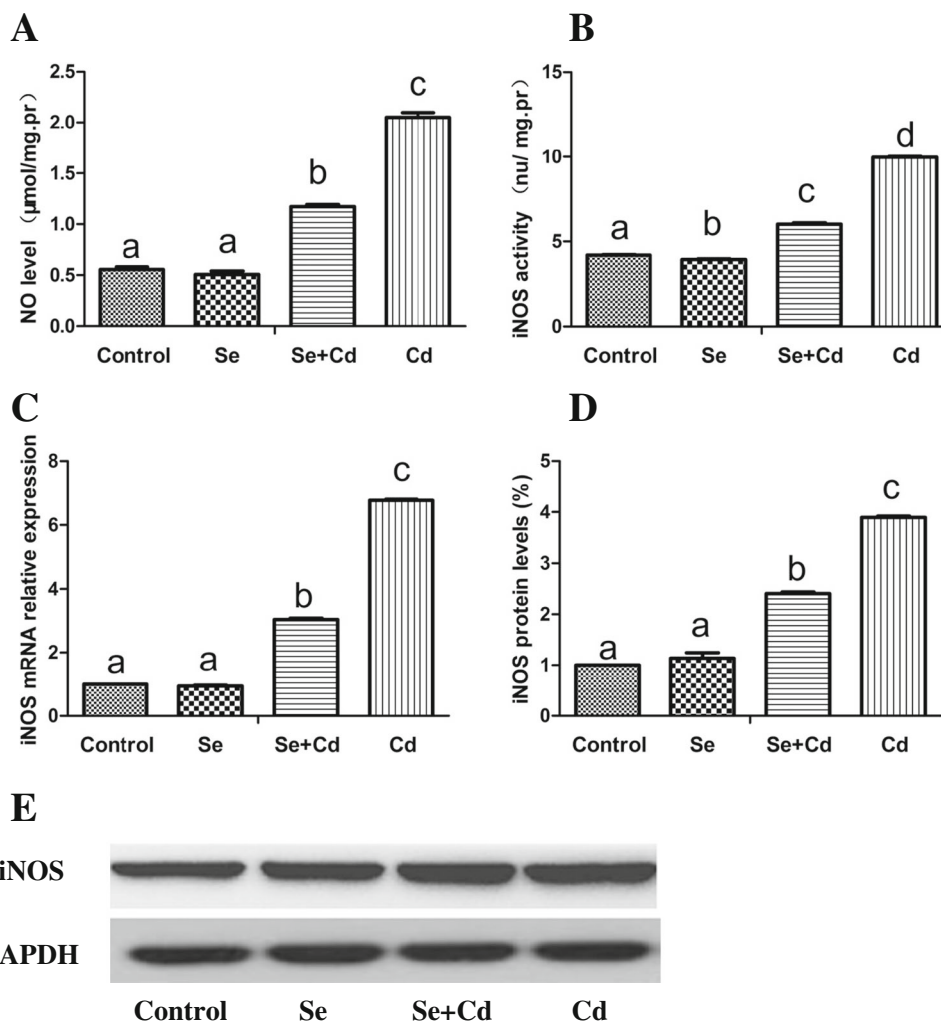 A
NO level (μmol/mg.pr)
2.5
2.0
1.5
1.0
0.5
0.0
a
a
b
c
Control Se Se+Cd Cd
B
iNOS activity (nu/ mg.pr)
15
10
5
0
a
b
c
d
Control Se Se+Cd Cd
C
iNOS mRNA relative expression
8
6
4
2
0
a
a
b
c
Control Se Se+Cd Cd
D
iNOS protein levels (%)
5
4
3
2
1
0
a
a
b
c
Control Se Se+Cd Cd
E
iNOS
APDH
Control Se Se+Cd Cd